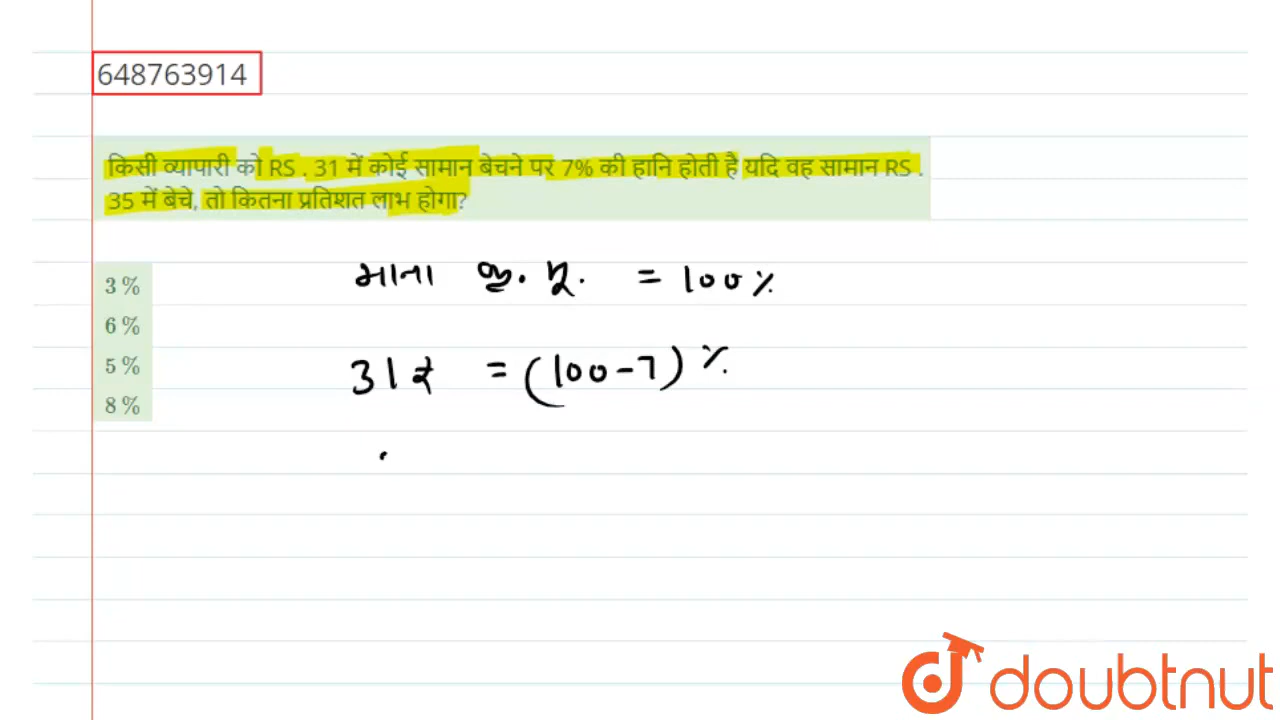 648763914
किसी व्यापारी को RS . 31 में कोई सामान बेचने पर 7% की हानि होती है यदि वह सामान RS .
35 में बेचे, तो कितना प्रतिशत लाभ होगा?
3 %
6 %
5 %
8 %
माना क्र. मू. = 100 %
31 ₹ = (100-7) %
doubtnut